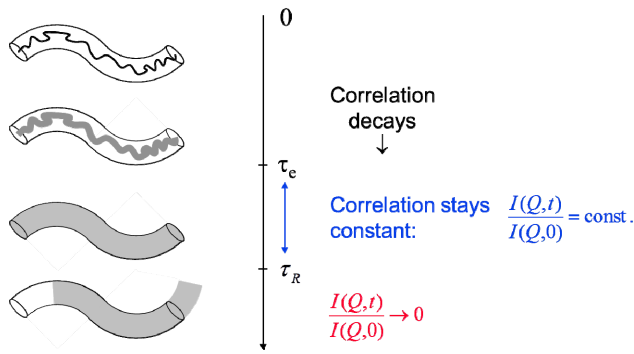 0
Correlation
decays
↓
τe
Correlation stays
constant:
I(Q,t)
I(Q,0)
= const.
τR
I(Q,t)
I(Q,0)
→ 0